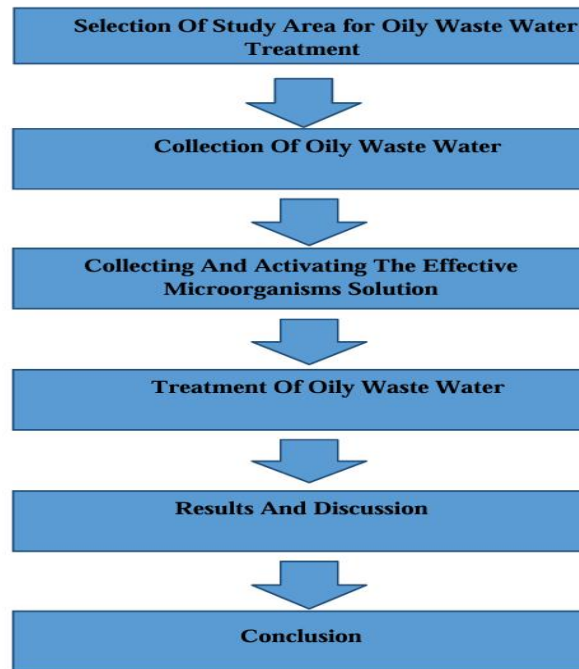 Selection Of Study Area for Oily Waste Water
Treatment
Collection Of Oily Waste Water
Collecting And Activating The Effective
Microorganisms Solution
Treatment Of Oily Waste Water
Results And Discussion
Conclusion